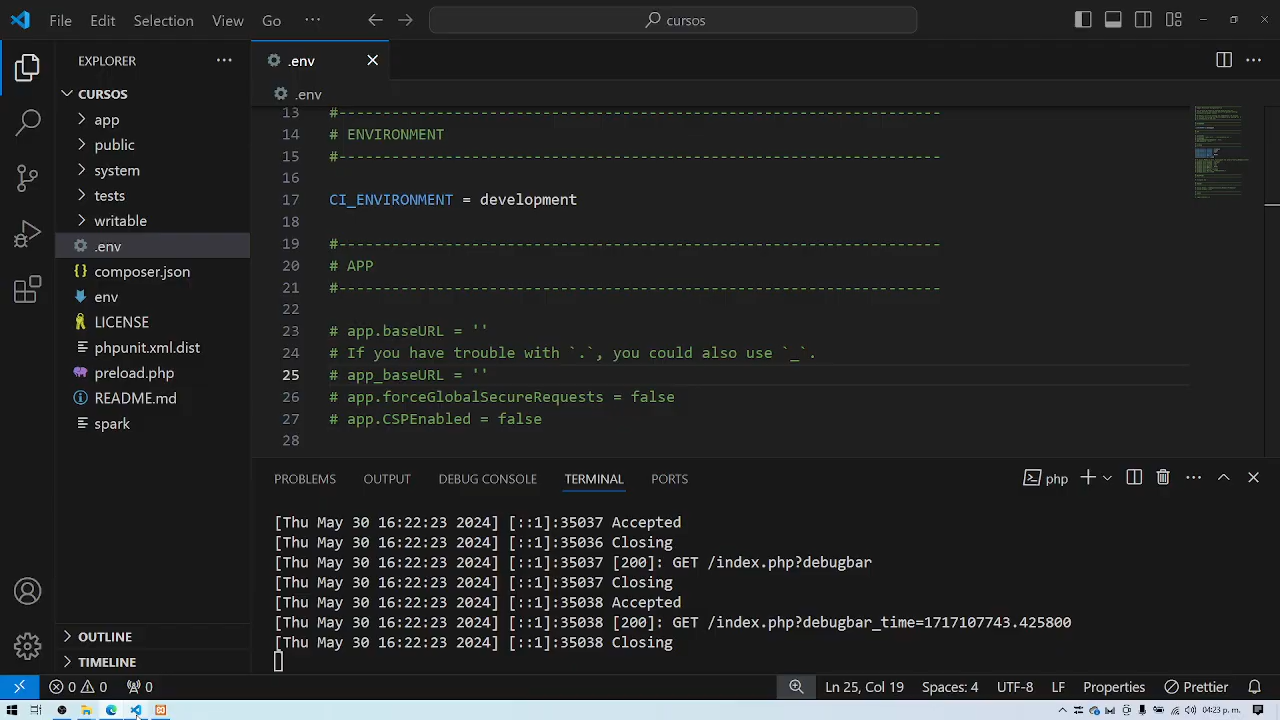 File Edit Selection View Go ··· cursos
EXPLORER ···
CURSOS
app
public
system
tests
writable
.env
composer.json
env
LICENSE
phpunit.xml.dist
preload.php
README.md
spark
OUTLINE
TIMELINE
.env
.env
13 #---------------------------------------------------------------------
14 # ENVIRONMENT
15 #---------------------------------------------------------------------
16
17 CI_ENVIRONMENT = development
18
19 #---------------------------------------------------------------------
20 # APP
21 #---------------------------------------------------------------------
22
23 # app.baseURL = ''
24 # If you have trouble with `.`, you could also use `_`.
25 # app_baseURL = ''
26 # app.forceGlobalSecureRequests = false
27 # app.CSPEnabled = false
28
PROBLEMS OUTPUT DEBUG CONSOLE TERMINAL PORTS php
[Thu May 30 16:22:23 2024] [::1]:35037 Accepted
[Thu May 30 16:22:23 2024] [::1]:35036 Closing
[Thu May 30 16:22:23 2024] [::1]:35037 [200]: GET /index.php?debugbar
[Thu May 30 16:22:23 2024] [::1]:35037 Closing
[Thu May 30 16:22:23 2024] [::1]:35038 Accepted
[Thu May 30 16:22:23 2024] [::1]:35038 [200]: GET /index.php?debugbar_time=1717107743.425800
[Thu May 30 16:22:23 2024] [::1]:35038 Closing
0 0 0 Ln 25, Col 19 Spaces: 4 UTF-8 LF Properties Prettier
04:23 p. m.